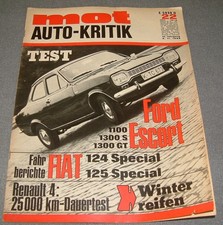 mot
AUTO-KRITIK
TEST
Ford
Escort
1100
1300 S
1300 GT
Fahr
berichte
FIAT
124 Special
125 Special
Renault 4:
25000 km-Dauertest
Winter
reifen